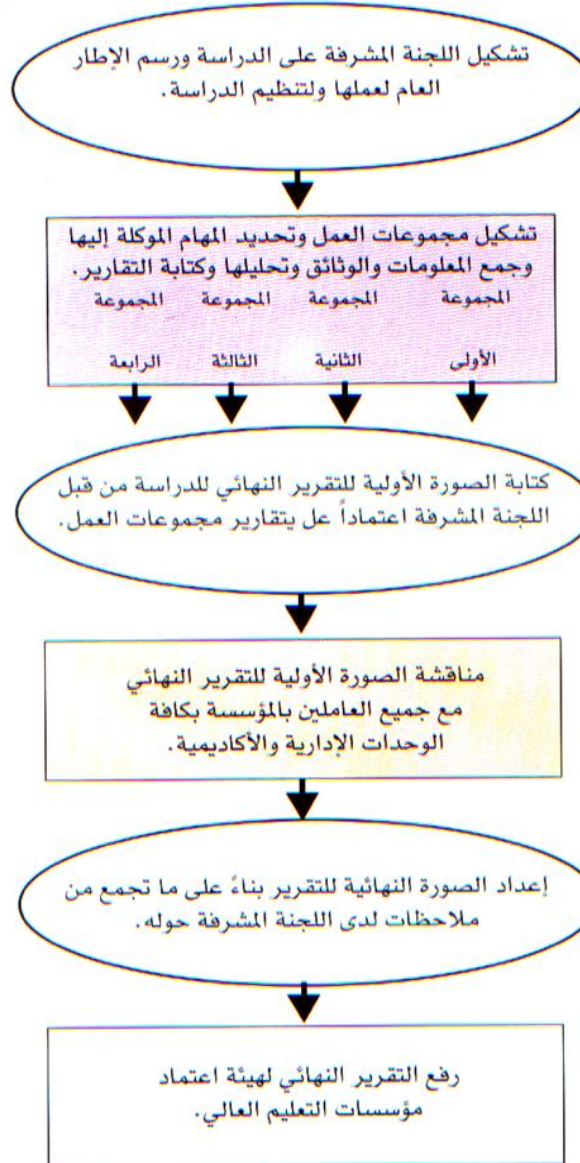 تشكيل اللجنة المشرفة على الدراسة ورسم الإطار
العام لعملها ولتنظيم الدراسة.
تشكيل مجموعات العمل وتحديد المهام الموكلة إليها
وجمع المعلومات والوثائق وتحليلها وكتابة التقارير.
المجموعة المجموعة المجموعة المجموعة
الأولى الثانية الثالثة الرابعة
كتابة الصورة الأولية للتقرير النهائي للدراسة من قبل
اللجنة المشرفة اعتماداً عل يتقارير مجموعات العمل.
مناقشة الصورة الأولية للتقرير النهائي
مع جميع العاملين بالمؤسسة بكافة
الوحدات الإدارية والأكاديمية.
إعداد الصورة النهائية للتقرير بناءً على ما تجمع من
ملاحظات لدى اللجنة المشرفة حوله.
رفع التقرير النهائي لهيئة اعتماد
مؤسسات التعليم العالي.